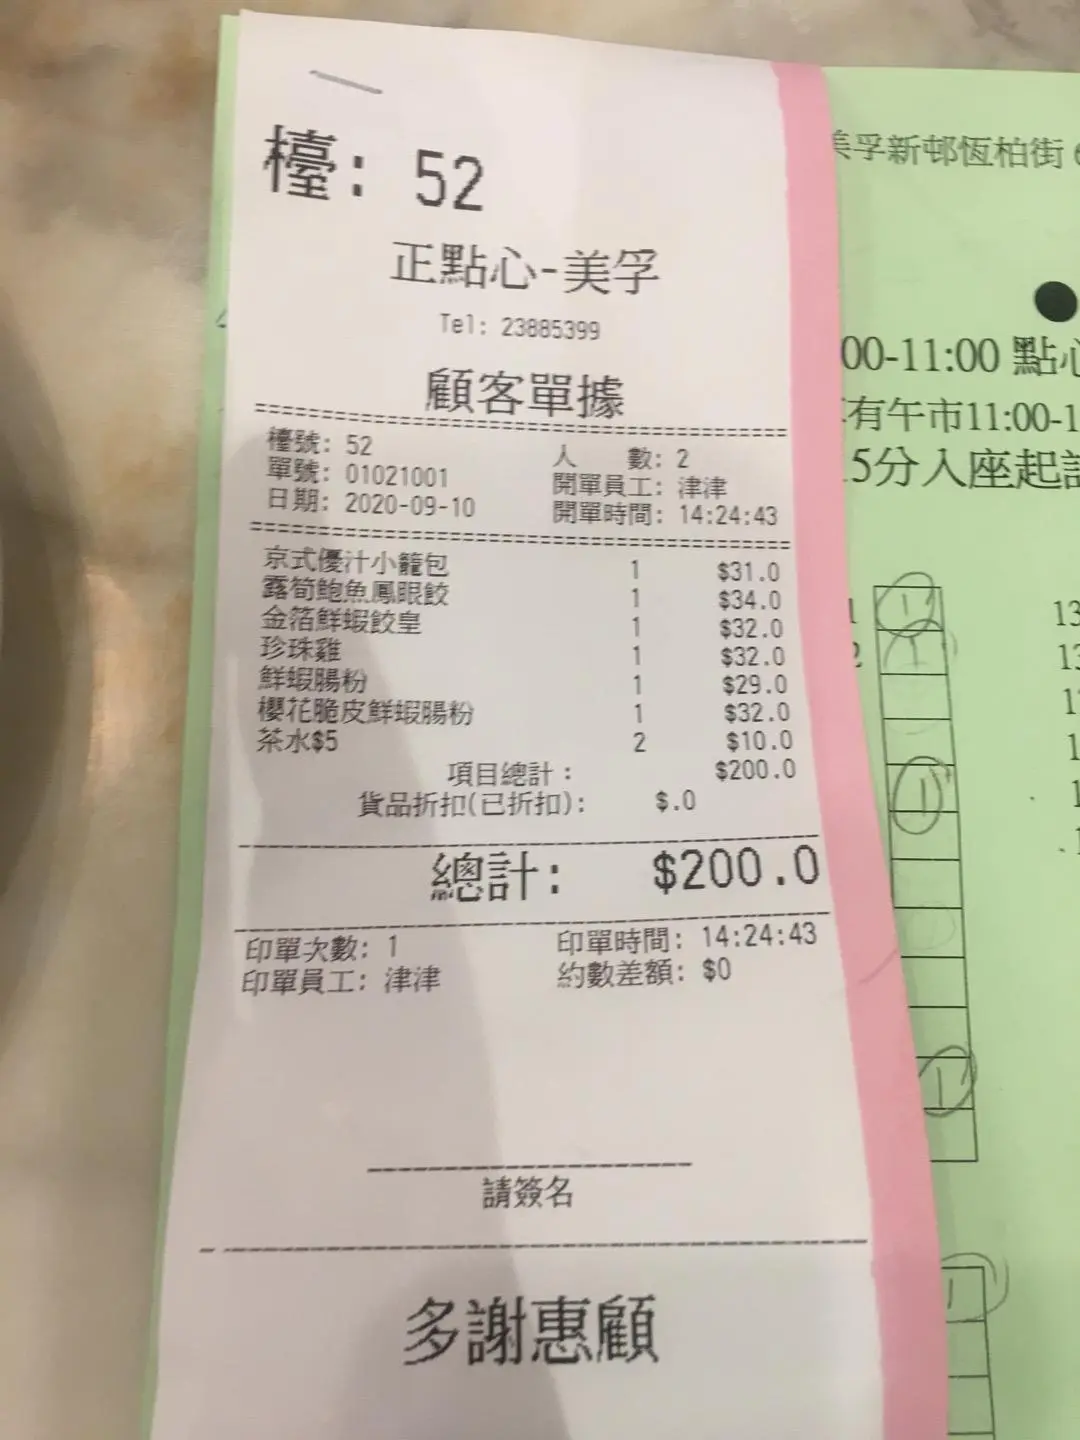 檯: 52
正點心-美孚
Tel: 23885399
顧客單據
檯號: 52
人 數: 2
單號: 01021001
開單員工: 津津
日期: 2020-09-10
開單時間: 14:24:43
京式優汁小籠包 1 $31.0
露筍鮑魚鳳眼餃 1 $34.0
金箔鮮蝦餃皇 1 $32.0
珍珠雞 1 $32.0
鮮蝦腸粉 1 $29.0
櫻花脆皮鮮蝦腸粉 1 $32.0
茶水$5 2 $10.0
項目總計: $200.0
貨品折扣(已折扣): $.0
總計: $200.0
印單次數: 1
印單時間: 14:24:43
印單員工: 津津
約數差額: $0
請簽名
多謝惠顧
美孚新邨恆柏街
00-11:00 點心
有午市11:00-1
5分入座起計